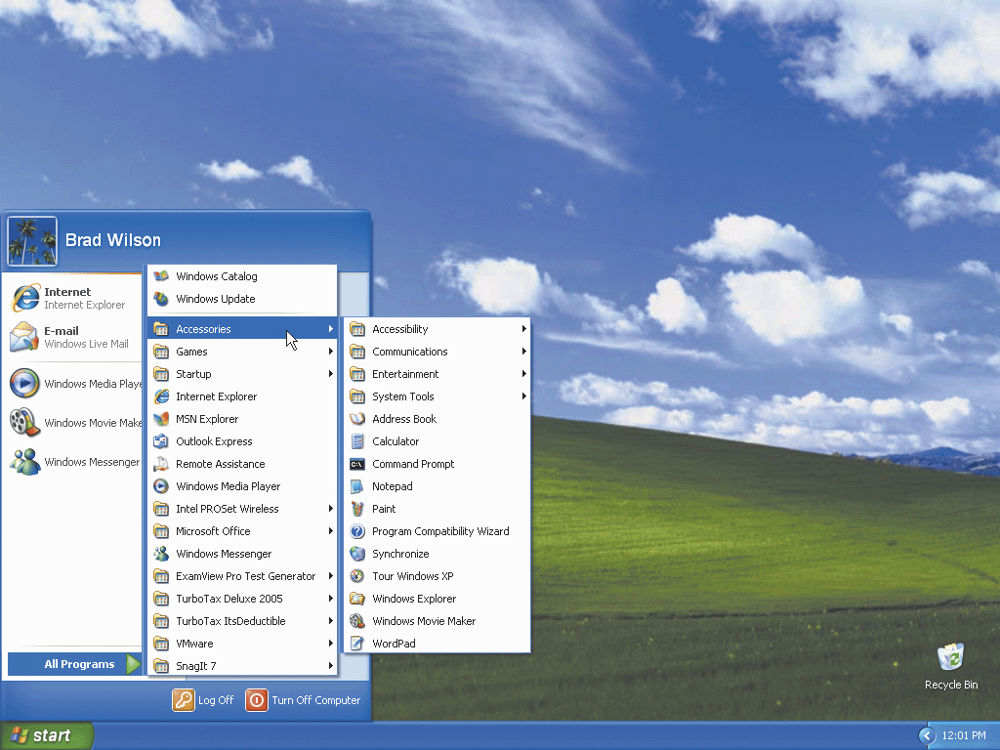 Brad Wilson
Internet
Internet Explorer
E-mail
Windows Live Mail
Windows Media Playe
Windows Movie Make
Windows Messenger
All Programs
Windows Catalog
Windows Update
Accessories
Games
Startup
Internet Explorer
MSN Explorer
Outlook Express
Remote Assistance
Windows Media Player
Intel PROSet Wireless
Microsoft Office
Windows Messenger
ExamView Pro Test Generator
TurboTax Deluxe 2005
TurboTax ItsDeductible
VMware
SnagIt 7
Accessibility
Communications
Entertainment
System Tools
Address Book
Calculator
Command Prompt
Notepad
Paint
Program Compatibility Wizard
Synchronize
Tour Windows XP
Windows Explorer
Windows Movie Maker
WordPad
Recycle Bin
Log Off
Turn Off Computer
start
12:01 PM